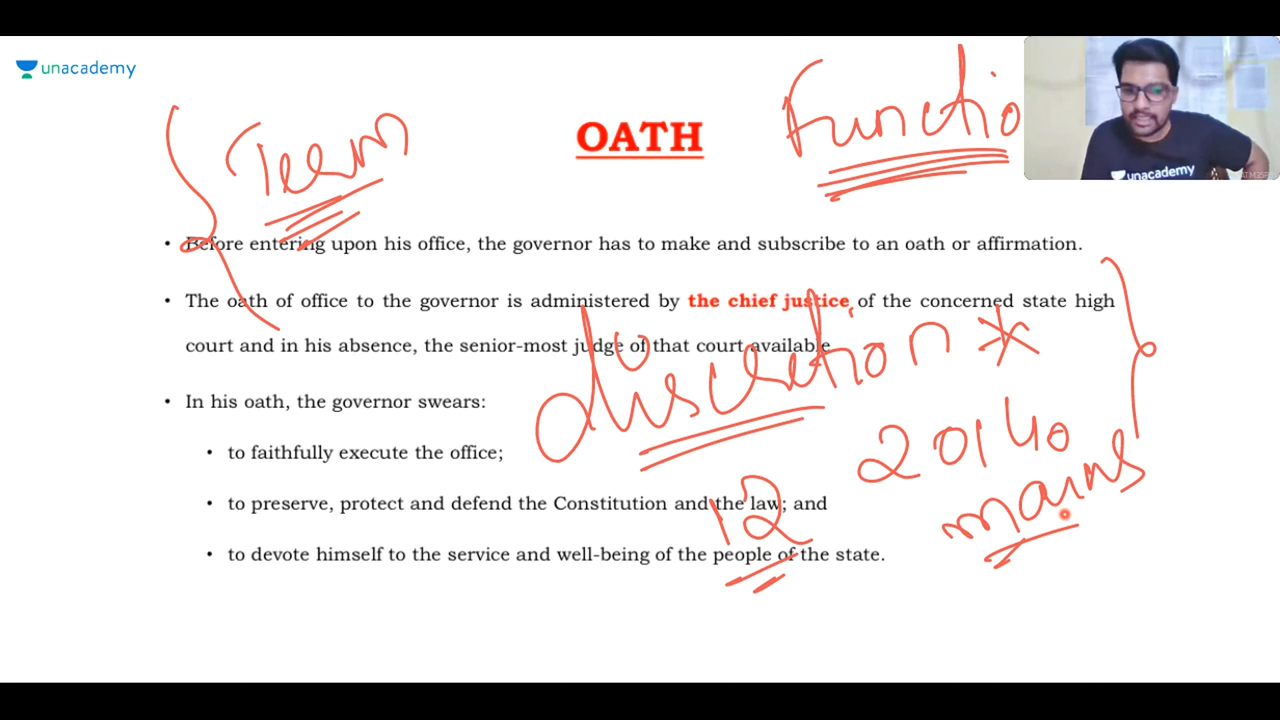 unacademy
Term
OATH
Functio
unacademy
• Before entering upon his office, the governor has to make and subscribe to an oath or affirmation.
• The oath of office to the governor is administered by the chief justice, of the concerned state high
court and in his absence, the senior-most judge of that court available.
discretion *
• In his oath, the governor swears:
2014
mains
• to faithfully execute the office;
12
• to preserve, protect and defend the Constitution and the law; and
• to devote himself to the service and well-being of the people of the state.